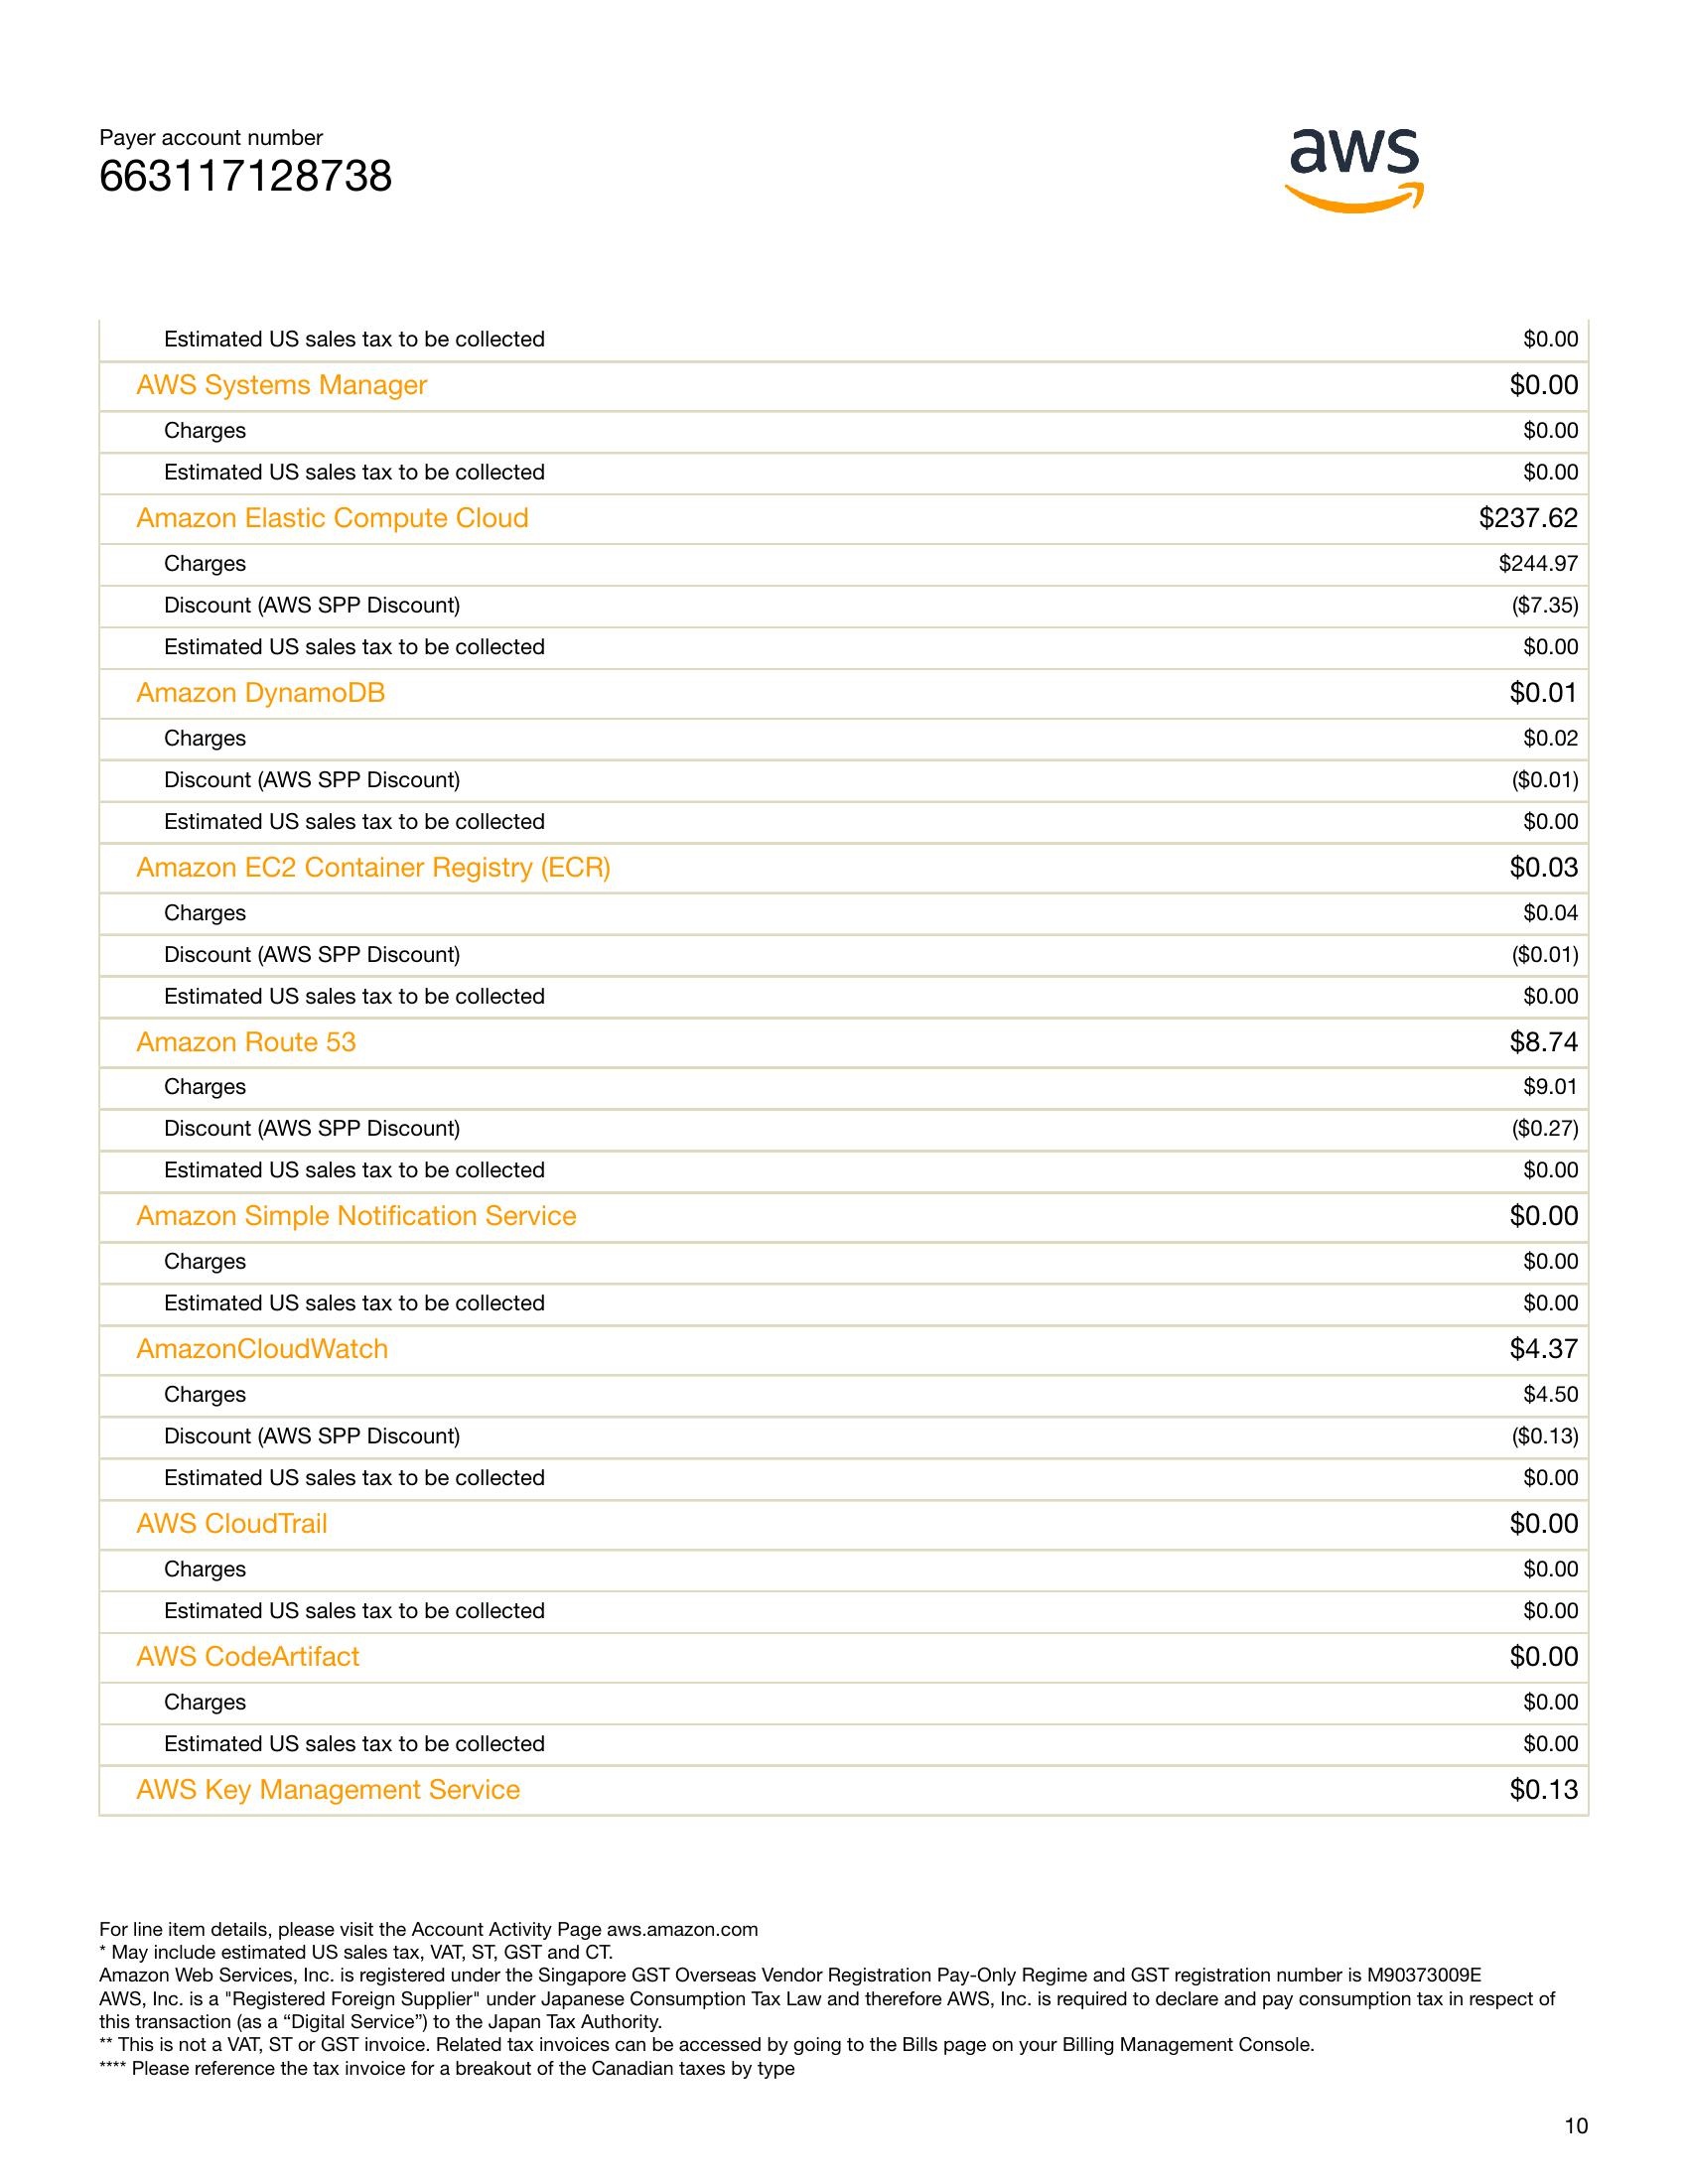 Payer account number
663117128738
aws
Estimated US sales tax to be collected $0.00
AWS Systems Manager $0.00
Charges $0.00
Estimated US sales tax to be collected $0.00
Amazon Elastic Compute Cloud $237.62
Charges $244.97
Discount (AWS SPP Discount) ($7.35)
Estimated US sales tax to be collected $0.00
Amazon DynamoDB $0.01
Charges $0.02
Discount (AWS SPP Discount) ($0.01)
Estimated US sales tax to be collected $0.00
Amazon EC2 Container Registry (ECR) $0.03
Charges $0.04
Discount (AWS SPP Discount) ($0.01)
Estimated US sales tax to be collected $0.00
Amazon Route 53 $8.74
Charges $9.01
Discount (AWS SPP Discount) ($0.27)
Estimated US sales tax to be collected $0.00
Amazon Simple Notification Service $0.00
Charges $0.00
Estimated US sales tax to be collected $0.00
AmazonCloudWatch $4.37
Charges $4.50
Discount (AWS SPP Discount) ($0.13)
Estimated US sales tax to be collected $0.00
AWS CloudTrail $0.00
Charges $0.00
Estimated US sales tax to be collected $0.00
AWS CodeArtifact $0.00
Charges $0.00
Estimated US sales tax to be collected $0.00
AWS Key Management Service $0.13
For line item details, please visit the Account Activity Page aws.amazon.com
* May include estimated US sales tax, VAT, ST, GST and CT.
Amazon Web Services, Inc. is registered under the Singapore GST Overseas Vendor Registration Pay-Only Regime and GST registration number is M90373009E
AWS, Inc. is a "Registered Foreign Supplier" under Japanese Consumption Tax Law and therefore AWS, Inc. is required to declare and pay consumption tax in respect of
this transaction (as a “Digital Service”) to the Japan Tax Authority.
** This is not a VAT, ST or GST invoice. Related tax invoices can be accessed by going to the Bills page on your Billing Management Console.
**** Please reference the tax invoice for a breakout of the Canadian taxes by type
10